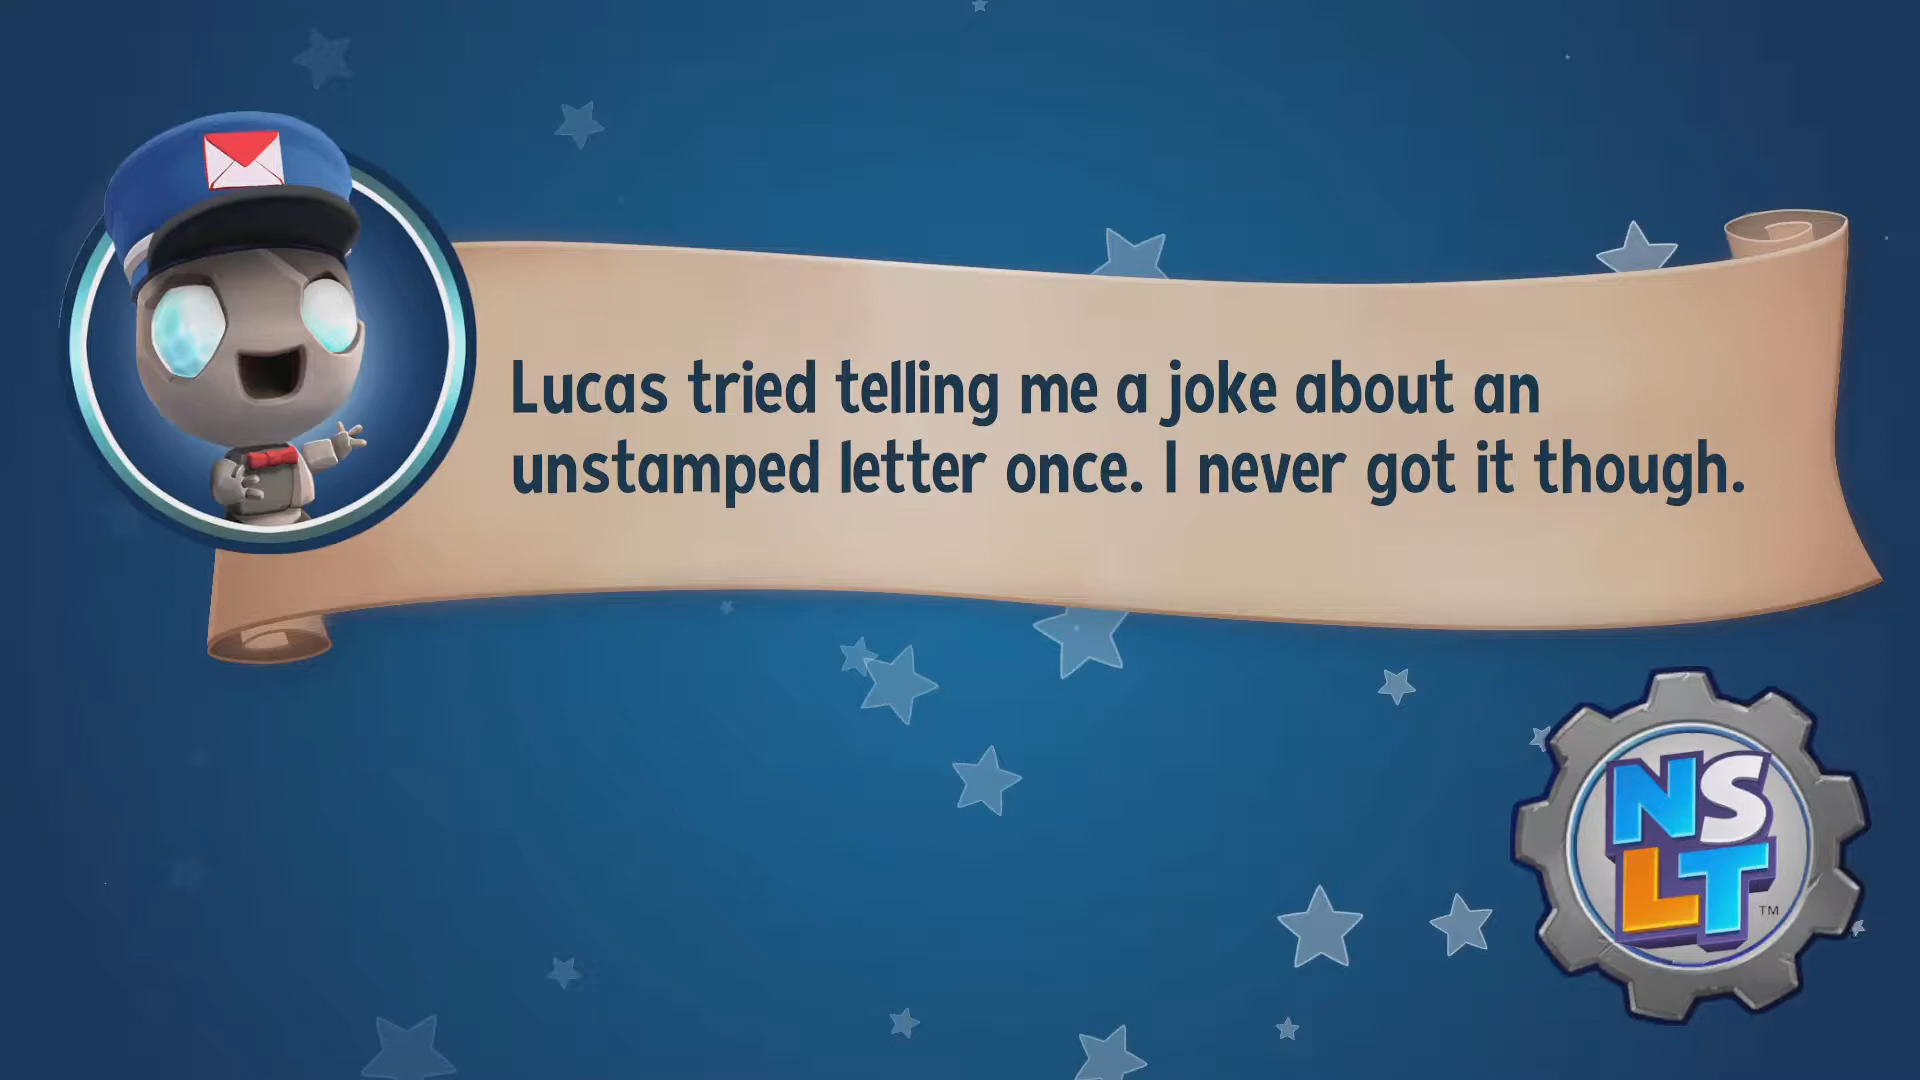 Lucas tried telling me a joke about an
unstamped letter once. I never got it though.
NS
LT
TM